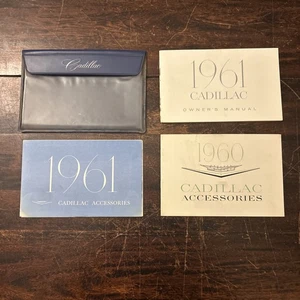 Cadillac
1961
CADILLAC
OWNER'S MANUAL
1961
CADILLAC ACCESSORIES
1960
CADILLAC
ACCESSORIES